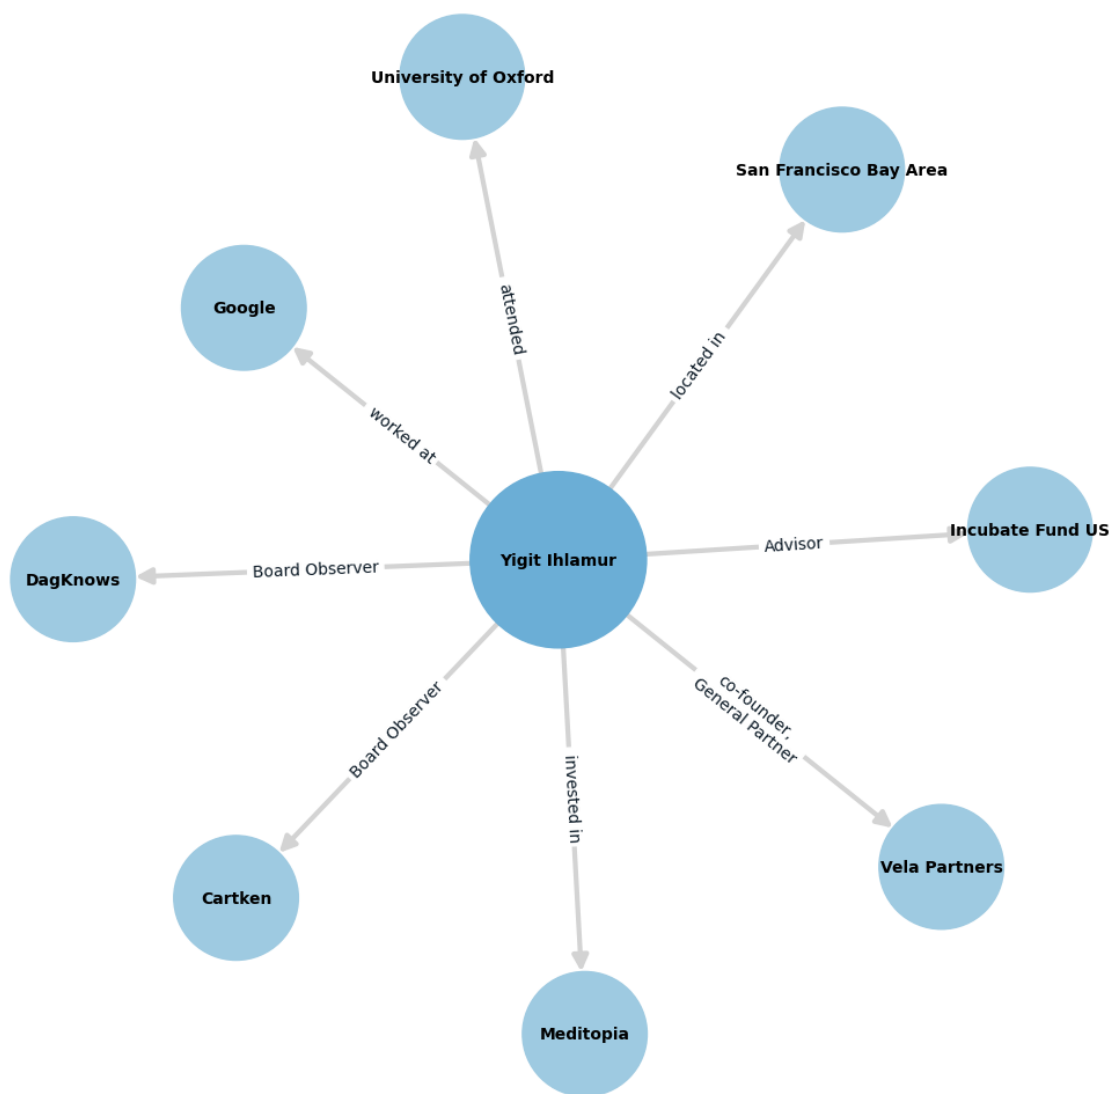 University of Oxford
San Francisco Bay Area
attended
Google
located in
worked at
Incubate Fund US
Advisor
Yigit Ihlamur
Board Observer
DagKnows
co-founder,
General Partner
Board Observer
invested in
Vela Partners
Cartken
Meditopia